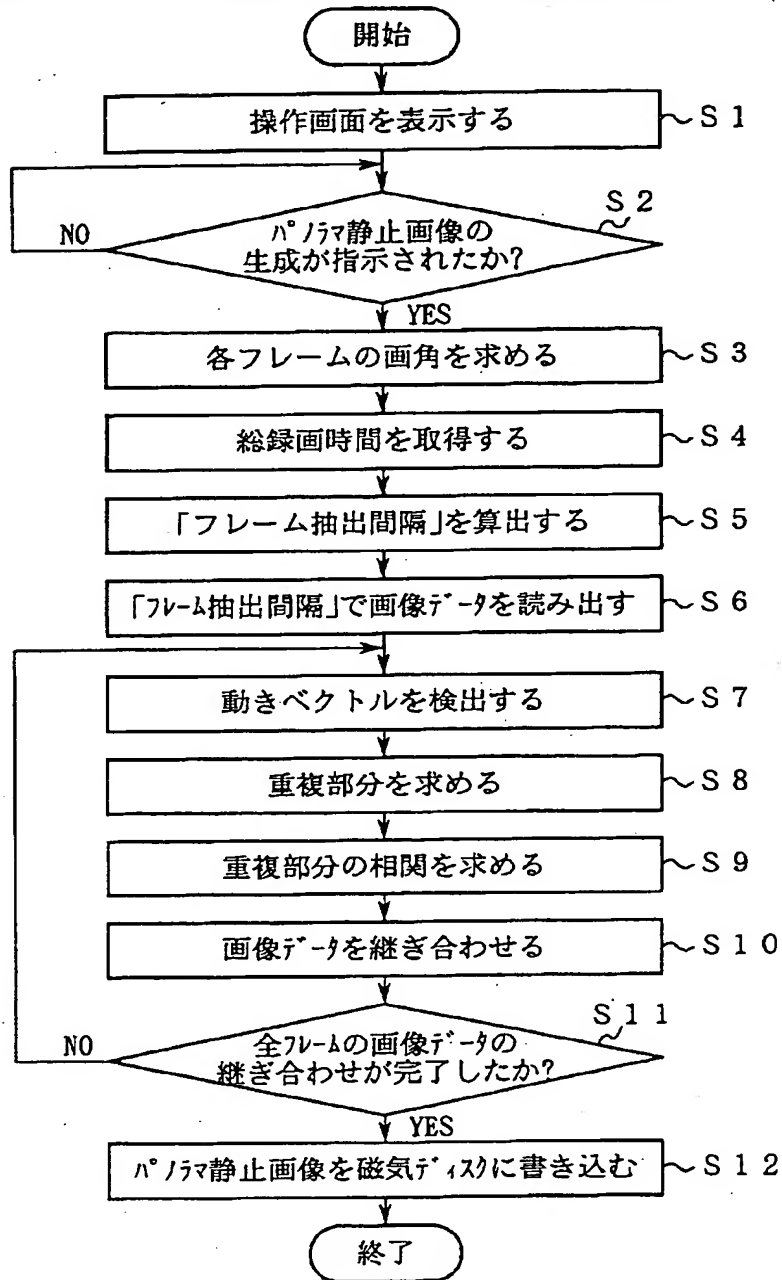 開始
操作画面を表示する
S1
S2
パノラマ静止画像の
生成が指示されたか?
NO
YES
各フレームの画角を求める
S3
総録画時間を取得する
S4
「フレーム抽出間隔」を算出する
S5
「フレーム抽出間隔」で画像データを読み出す
S6
動きベクトルを検出する
S7
重複部分を求める
S8
重複部分の相関を求める
S9
画像データを継ぎ合わせる
S10
S11
全フレームの画像データの
継ぎ合わせが完了したか?
NO
YES
パノラマ静止画像を磁気ディスクに書き込む
S12
終了